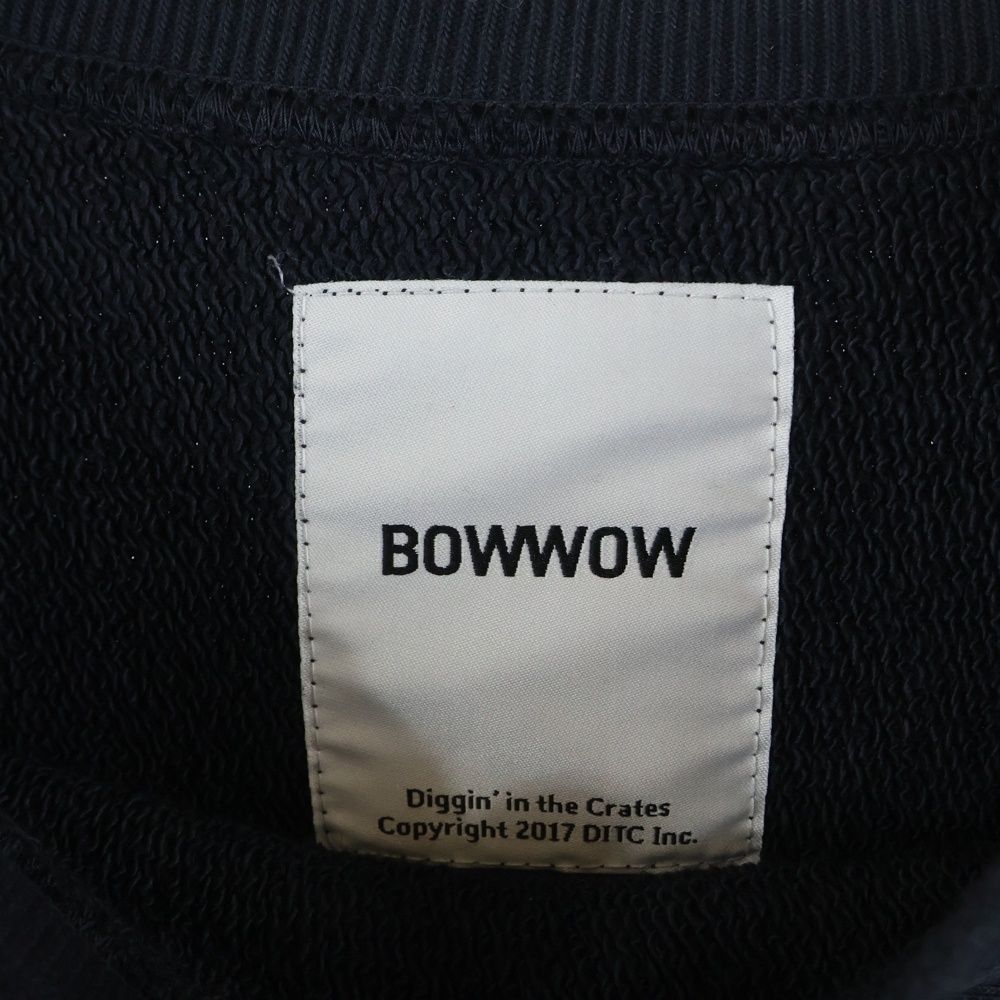 BOWWOW
Diggin' in the Crates
Copyright 2017 DITC Inc.